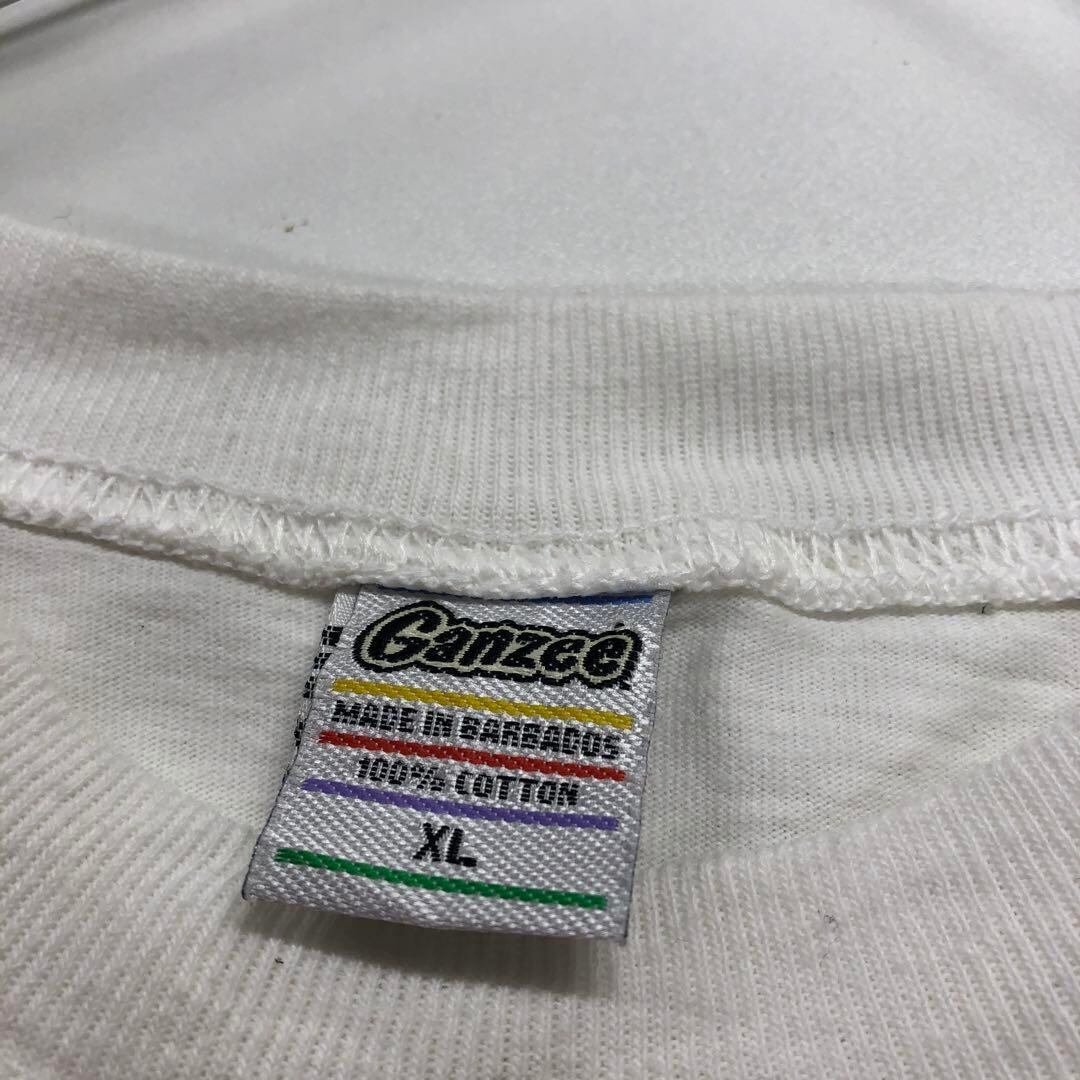 Ganzee
MADE IN BARBADOS
100% COTTON
XL